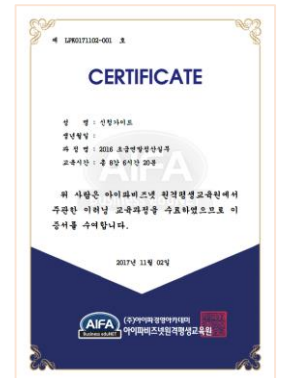 제 LPK0171102-001 호
CERTIFICATE
성 명 : 신청가이드
생년월일 :
과 정 명 : 2016 호급연말정산실무
교육시간 : 총 8강 6시간 20분
위 사람은 아이파비즈넷 원격평생교육원에서
주관한 이러닝 교육과정을 수료하였으므로 이
증서를 수여합니다.
2017년 11월 02일
AIFA
Business eduNET
(주)아이파경영아카데미
아이파비즈넷원격평생교육원